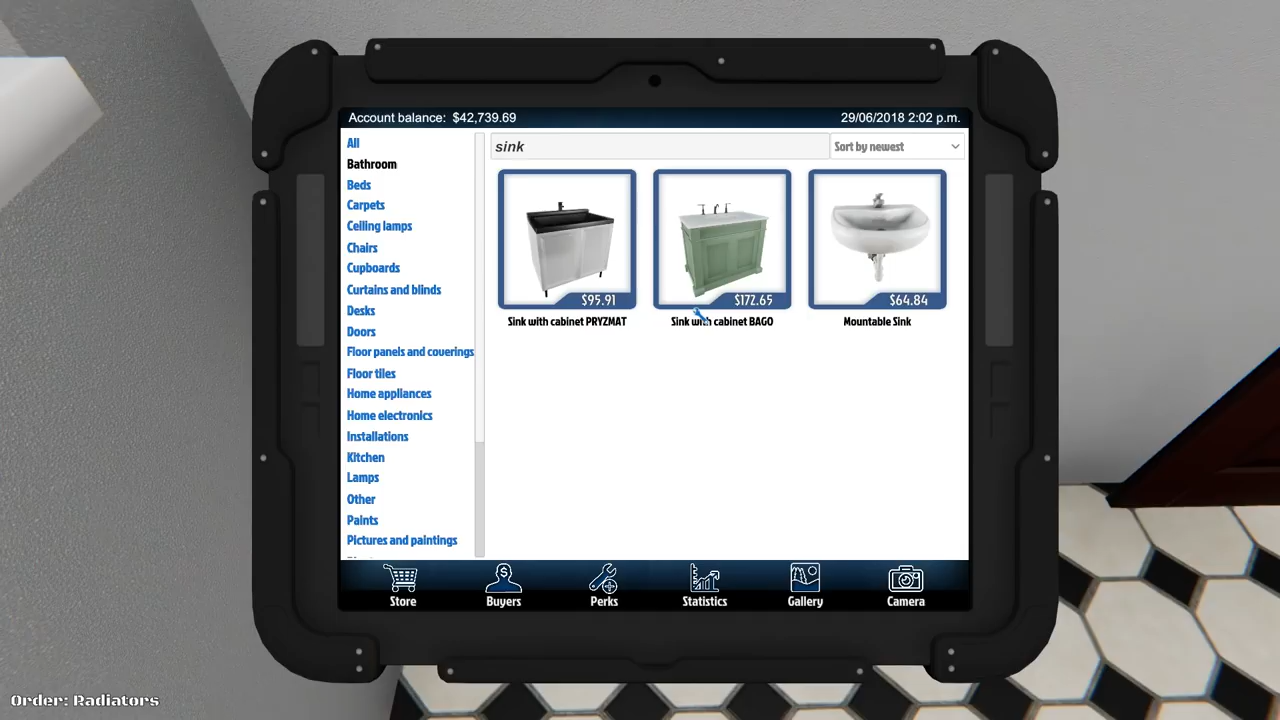 Account balance: $42,739.69
29/06/2018 2:02 p.m.
All
Bathroom
Beds
Carpets
Ceiling lamps
Chairs
Cupboards
Curtains and blinds
Desks
Doors
Floor panels and coverings
Floor tiles
Home appliances
Home electronics
Installations
Kitchen
Lamps
Other
Paints
Pictures and paintings
sink
Sort by newest
$95.91
$172.65
$64.84
Sink with cabinet PRYZMAT
Sink with cabinet BAGO
Mountable Sink
Store
Buyers
Perks
Statistics
Gallery
Camera
Order: Radiators